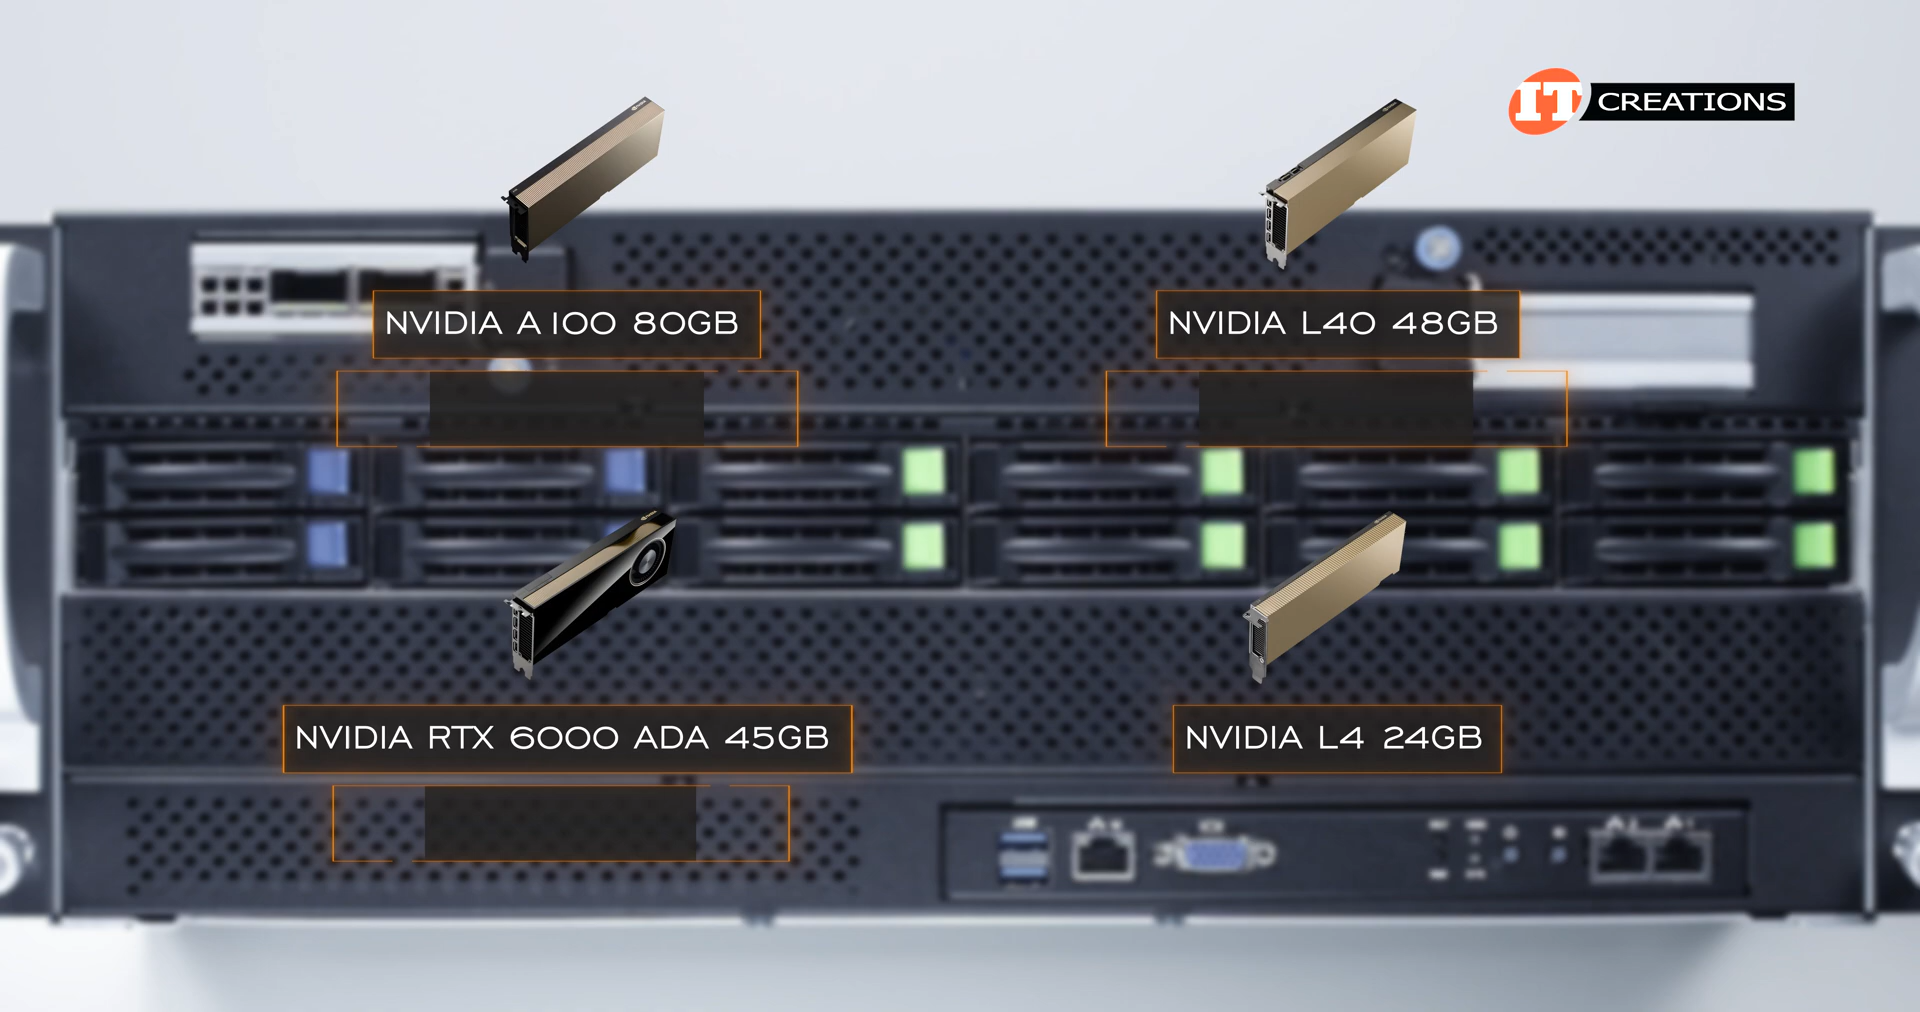 IT CREATIONS
NVIDIA A100 80GB
NVIDIA L40 48GB
NVIDIA RTX 6000 ADA 45GB
NVIDIA L4 24GB